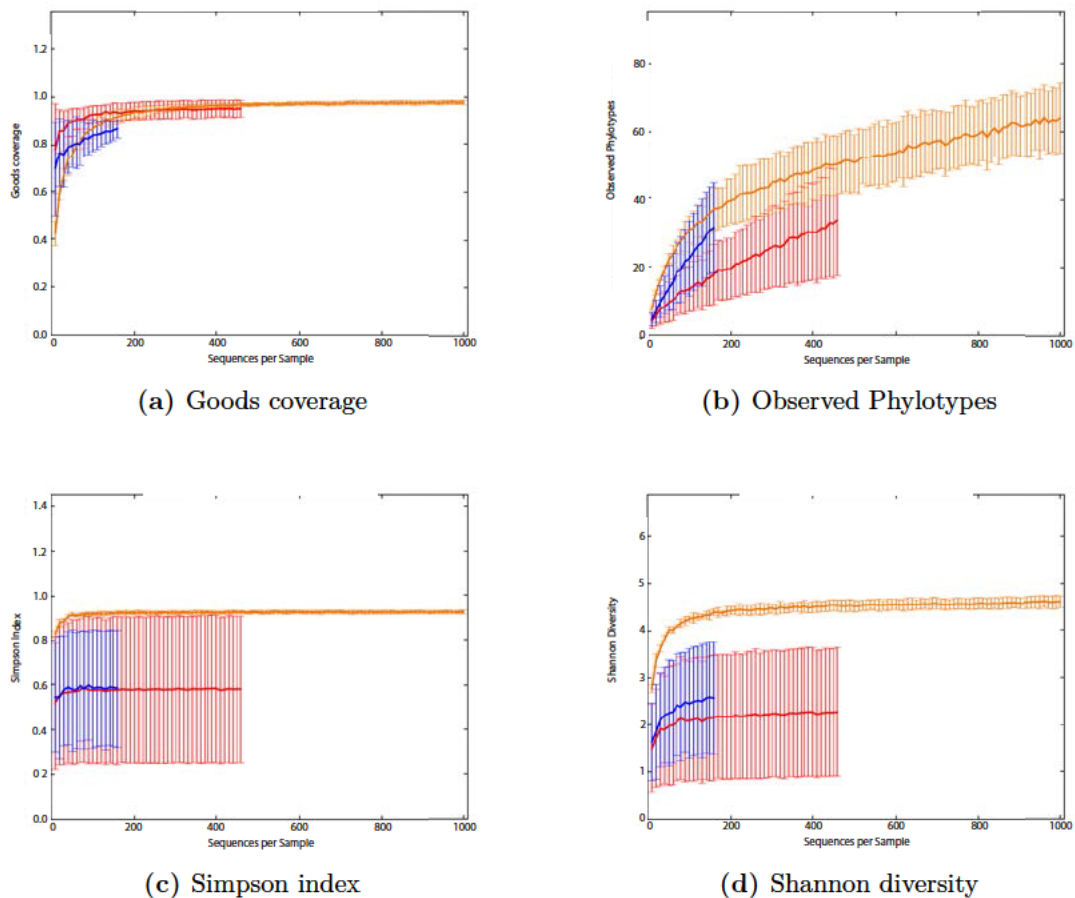 Goods coverage
1.2
1.0
0.8
0.6
0.4
0.2
0.0
0 200 400 600 800 1000
Sequences per Sample
(a) Goods coverage
Observed Phylotypes
80
60
40
20
0
0 200 400 600 800 1000
Sequences per Sample
(b) Observed Phylotypes
Simpson Index
1.4
1.2
1.0
0.8
0.6
0.4
0.2
0.0
0 200 400 600 800 1000
Sequences per Sample
(c) Simpson index
Shannon Diversity
6
5
4
3
2
1
0
0 200 400 600 800 1000
Sequences per Sample
(d) Shannon diversity